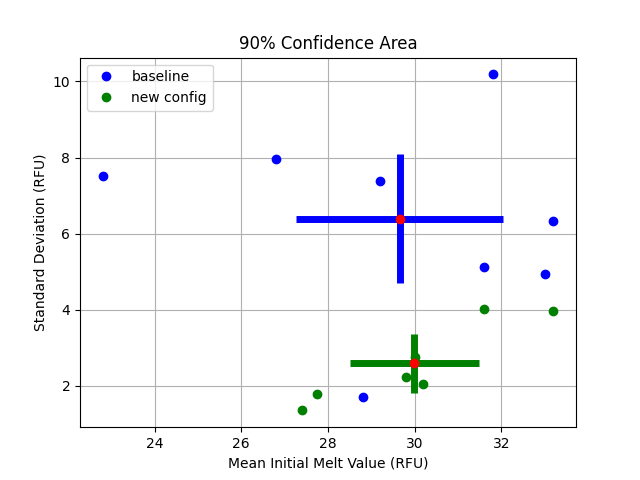 90% Confidence Area
baseline
new config
Standard Deviation (RFU)
10
8
6
4
2
24
26
28
30
32
Mean Initial Melt Value (RFU)